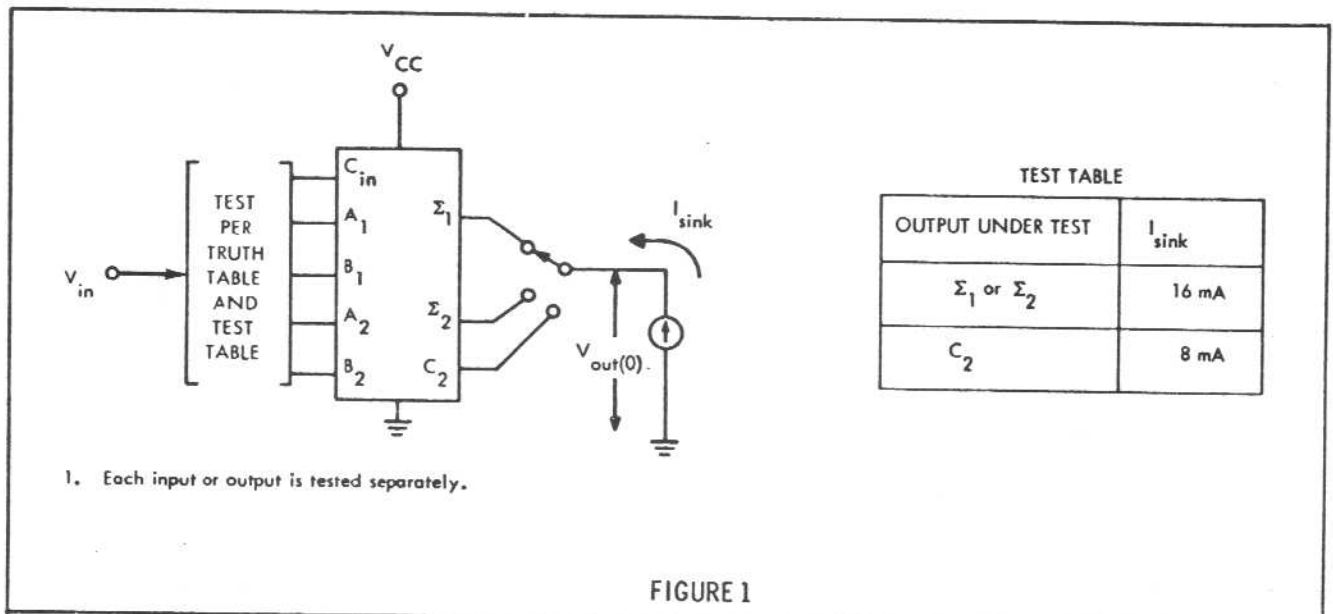 VCC
Vin
TEST
PER
TRUTH
TABLE
AND
TEST
TABLE
Cin
A1
B1
A2
B2
Σ1
Σ2
C2
Isink
Vout(0)
1. Each input or output is tested separately.
TEST TABLE
OUTPUT UNDER TEST Isink
Σ1 or Σ2 16 mA
C2 8 mA
FIGURE 1